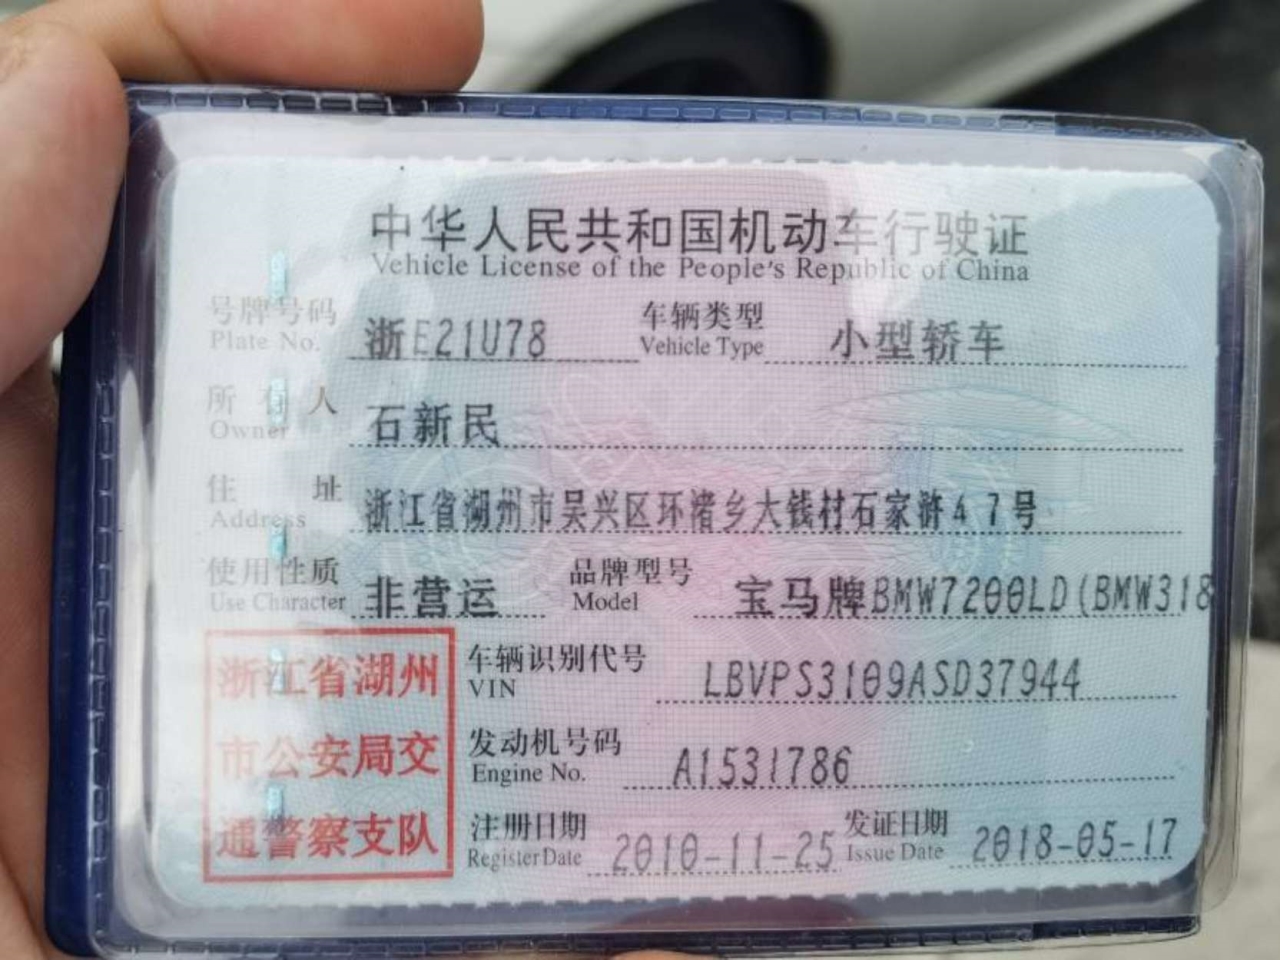 中华人民共和国机动车行驶证
Vehicle License of the People's Republic of China
号牌号码 浙E21U78 车辆类型 小型轿车
Plate No. Vehicle Type
所有人 石新民
Owner
住址 浙江省湖州市吴兴区环渚乡大钱村石家浒47号
Address
使用性质 非营运 品牌型号 宝马牌BMW7200LD(BMW318
Use Character Model
浙江省湖州
市公安局交
通警察支队
车辆识别代号 LBVPS3109ASD37944
VIN
发动机号码 A1531786
Engine No.
注册日期 2010-11-25 发证日期 2018-05-17
Register Date Issue Date